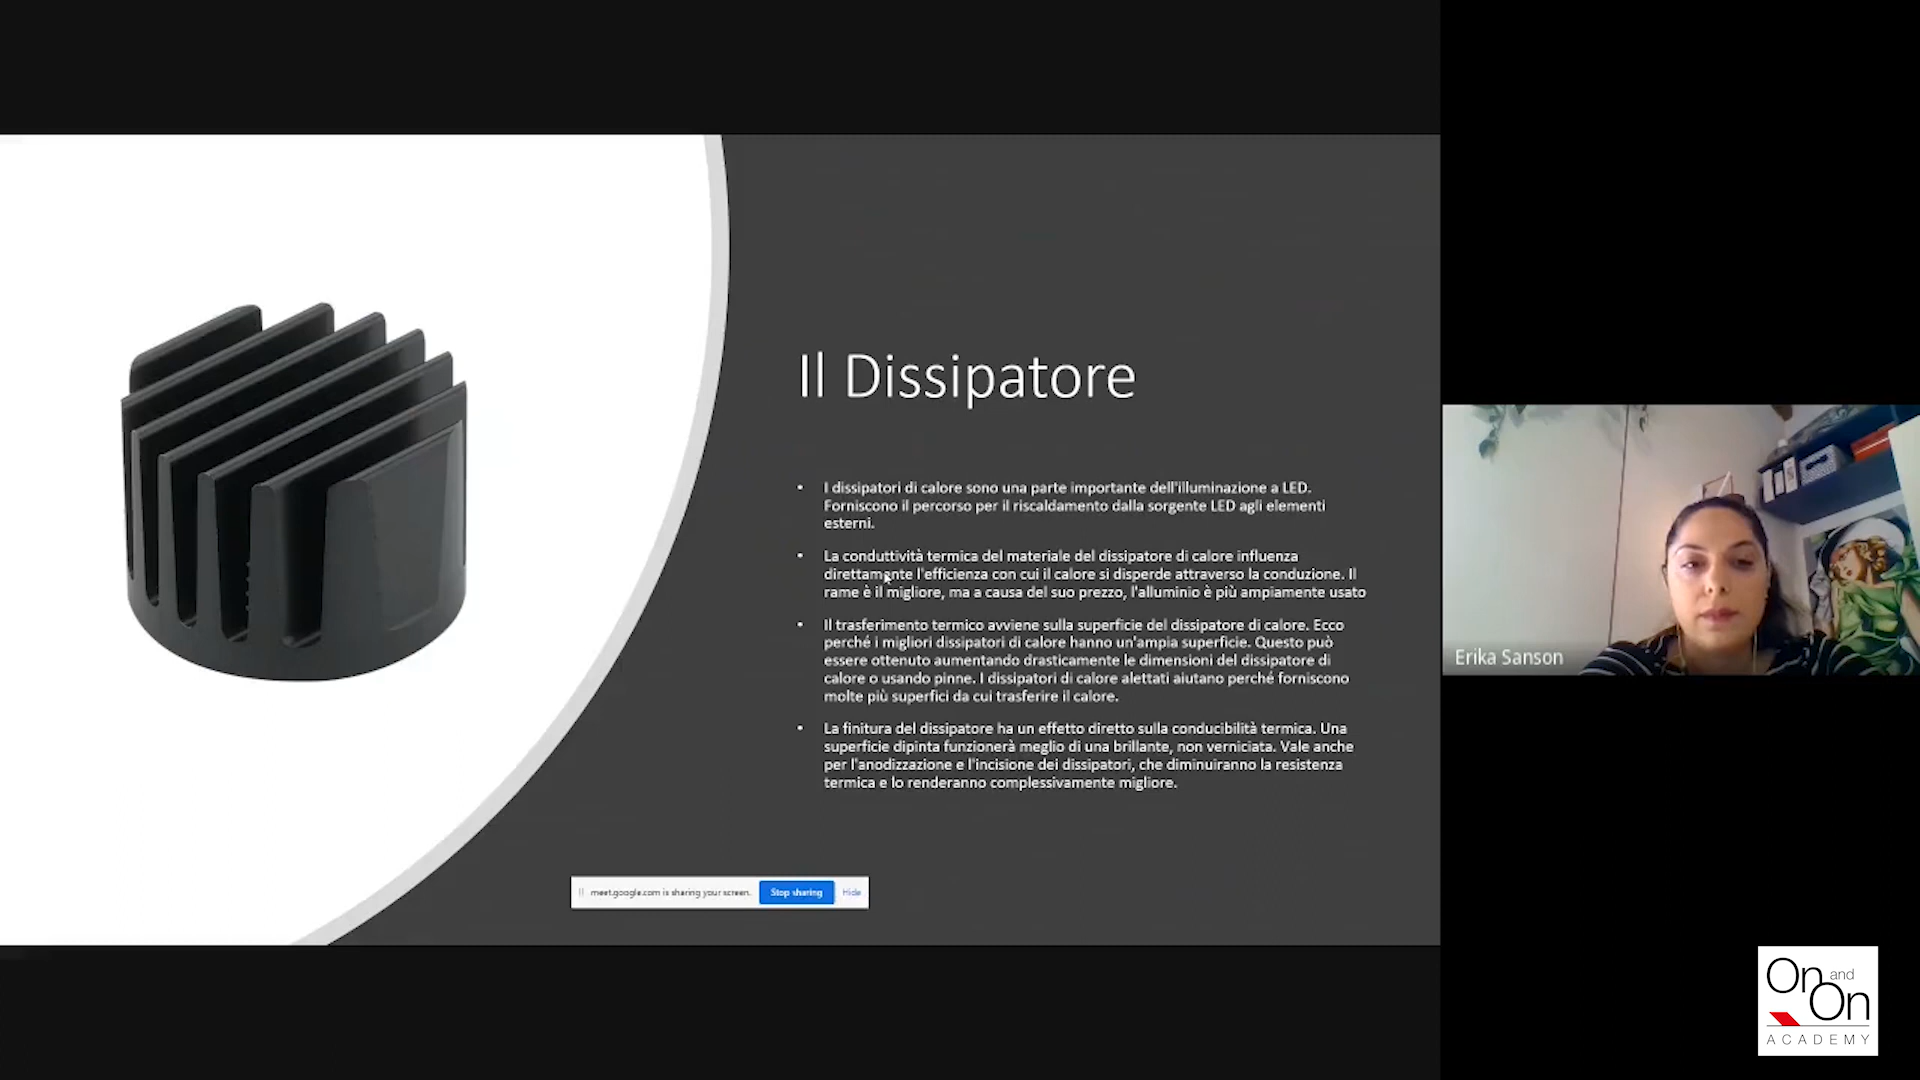 Il Dissipatore
• I dissipatori di calore sono una parte importante dell'illuminazione a LED.
Forniscono il percorso per il riscaldamento dalla sorgente LED agli elementi
esterni.
• La conduttività termica del materiale del dissipatore di calore influenza
direttamente l'efficienza con cui il calore si disperde attraverso la conduzione. Il
rame è il migliore, ma a causa del suo prezzo, l'alluminio è più ampiamente usato
• Il trasferimento termico avviene sulla superficie del dissipatore di calore. Ecco
perché i migliori dissipatori di calore hanno un'ampia superficie. Questo può
essere ottenuto aumentando drasticamente le dimensioni del dissipatore di
calore o usando pinne. I dissipatori di calore alettati aiutano perché forniscono
molte più superfici da cui trasferire il calore.
• La finitura del dissipatore ha un effetto diretto sulla conducibilità termica. Una
superficie dipinta funzionerà meglio di una brillante, non verniciata. Vale anche
per l'anodizzazione e l'incisione dei dissipatori, che diminuiranno la resistenza
termica e lo renderanno complessivamente migliore.
meet.google.com is sharing your screen. Stop sharing Hide
Erika Sanson
On and
On
ACADEMY